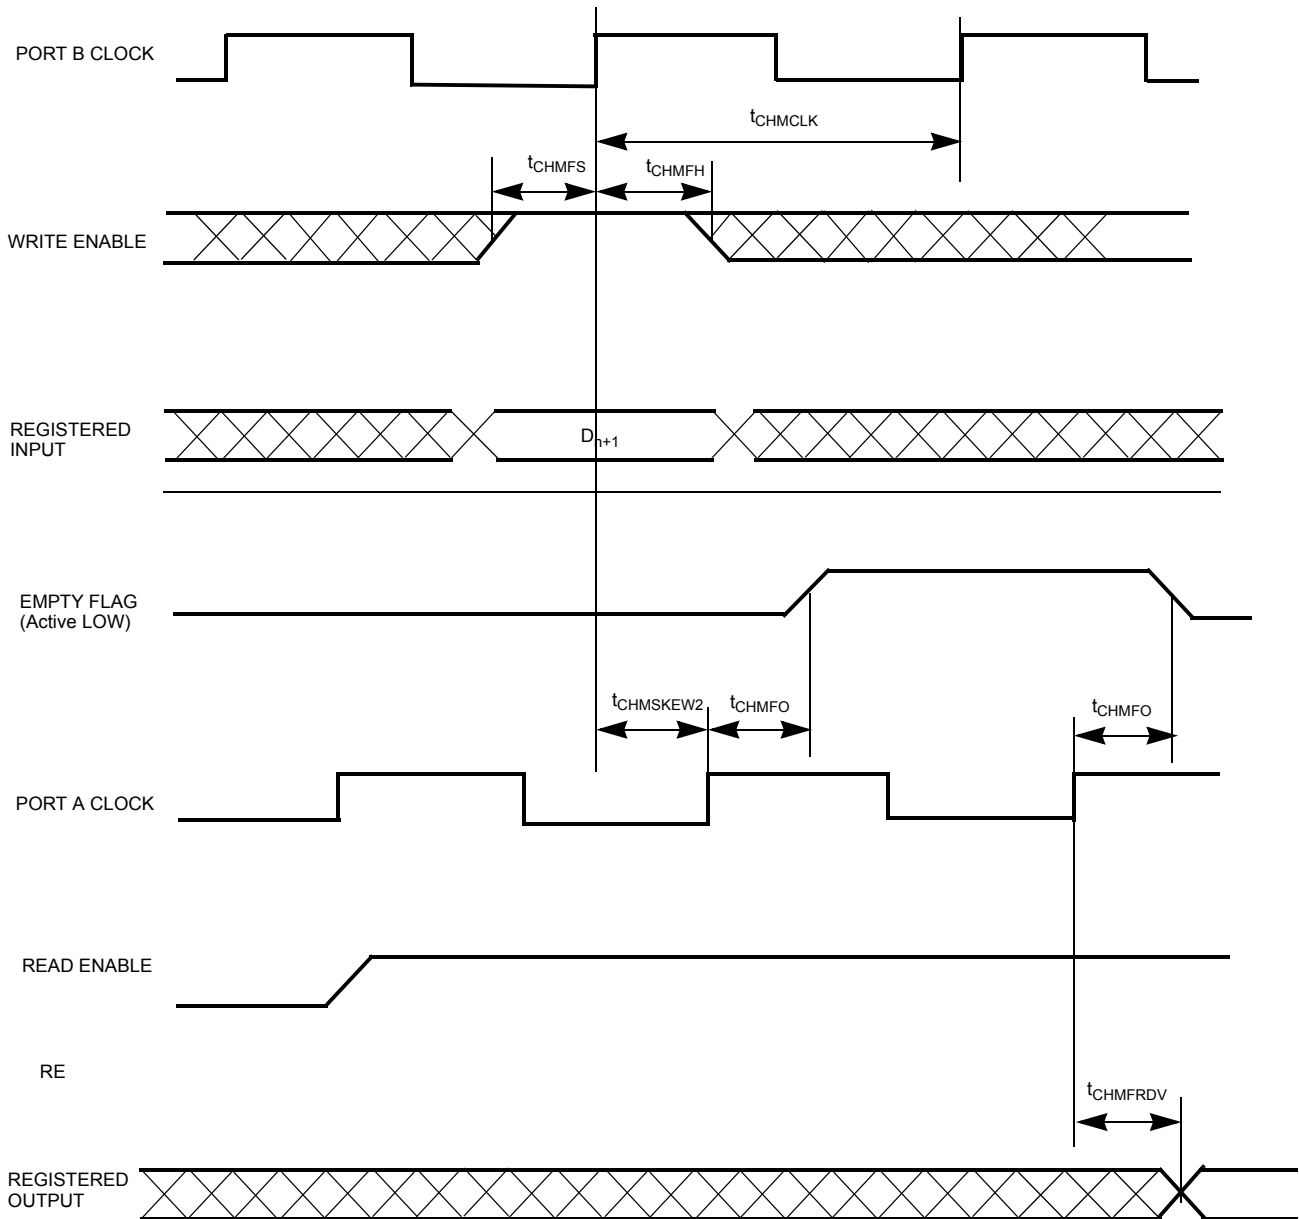 PORT B CLOCK
tCHMCLK
tCHMFS
tCHMFH
WRITE ENABLE
REGISTERED
INPUT
Dn+1
EMPTY FLAG
(Active LOW)
tCHMSKEW2
tCHMFO
tCHMFO
PORT A CLOCK
READ ENABLE
RE
tCHMFRDV
REGISTERED
OUTPUT